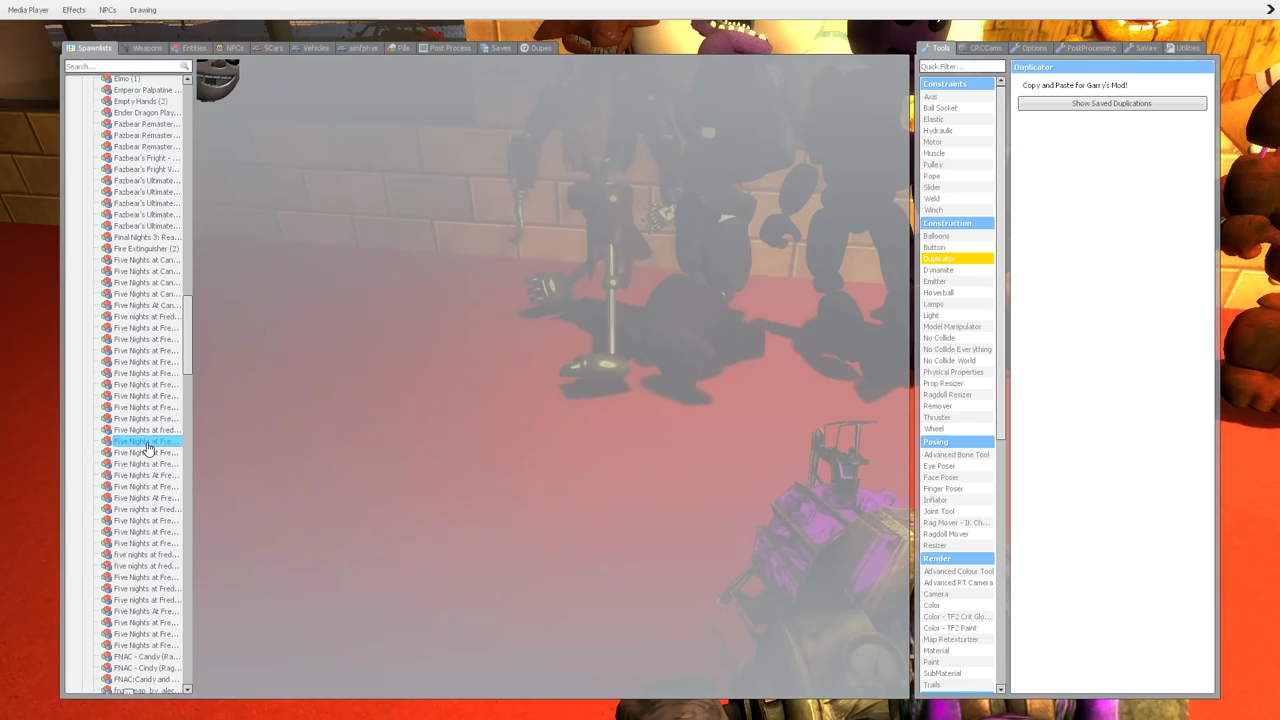 Media Player Effects NPCs Drawing
Spawnlists Weapons Entities NPCs SCars Vehicles simfphys Pills Post Process Saves Dupes
Search...
Elmo (1)
Emperor Palpatine ...
Empty Hands (2)
Ender Dragon Play...
Fazbear Remaster...
Fazbear Remaster...
Fazbear Remaster...
Fazbear's Fright - ...
Fazbear's Fright V...
Fazbear's Ultimate...
Fazbear's Ultimate...
Fazbear's Ultimate...
Fazbear's Ultimate...
Fazbear's Ultimate...
Final Nights 3: Rea...
Fire Extinguisher (2)
Five Nights at Can...
Five Nights at Can...
Five Nights at Can...
Five Nights at Can...
Five Nights At Can...
Five nights at Fred...
Five Nights at Fre...
Five Nights at Fre...
Five Nights at Fre...
Five Nights at Fre...
Five Nights at Fre...
Five Nights at Fre...
Five Nights at Fre...
Five Nights at Fre...
Five Nights at Fre...
Five Nights at fred...
Five Nights at Fre...
Five Nights at Fre...
Five Nights at Fre...
Five Nights At Fre...
Five Nights at Fre...
Five Nights At Fre...
Five nights at Fred...
Five Nights at Fre...
Five Nights at Fre...
Five Nights at Fre...
five nights at fred...
five nights at fred...
Five Nights at Fre...
Five nights at Fred...
Five nights at Fred...
Five Nights At Fre...
Five Nights at Fre...
Five Nights at Fre...
Five Nights at Fre...
FNAC - Candy (Ra...
FNAC - Cindy (Rag...
FNAC:Candy and ...
Tools CRCCams Options PostProcessing SaVav Utilities
Quick Filter...
Constraints
Axis
Ball Socket
Elastic
Hydraulic
Motor
Muscle
Pulley
Rope
Slider
Weld
Winch
Construction
Balloons
Button
Duplicator
Dynamite
Emitter
Hoverball
Lamps
Light
Model Manipulator
No Collide
No Collide Everything
No Collide World
Physical Properties
Prop Resizer
Ragdoll Resizer
Remover
Thruster
Wheel
Posing
Advanced Bone Tool
Eye Poser
Face Poser
Finger Poser
Inflator
Joint Tool
Rag Mover - IK Ch...
Ragdoll Mover
Resizer
Render
Advanced Colour Tool
Advanced RT Camera
Camera
Color
Color - TF2 Crit Glo...
Color - TF2 Paint
Map Retexturizer
Material
Paint
SubMaterial
Trails
Duplicator
Copy and Paste for Garry's Mod!
Show Saved Duplications